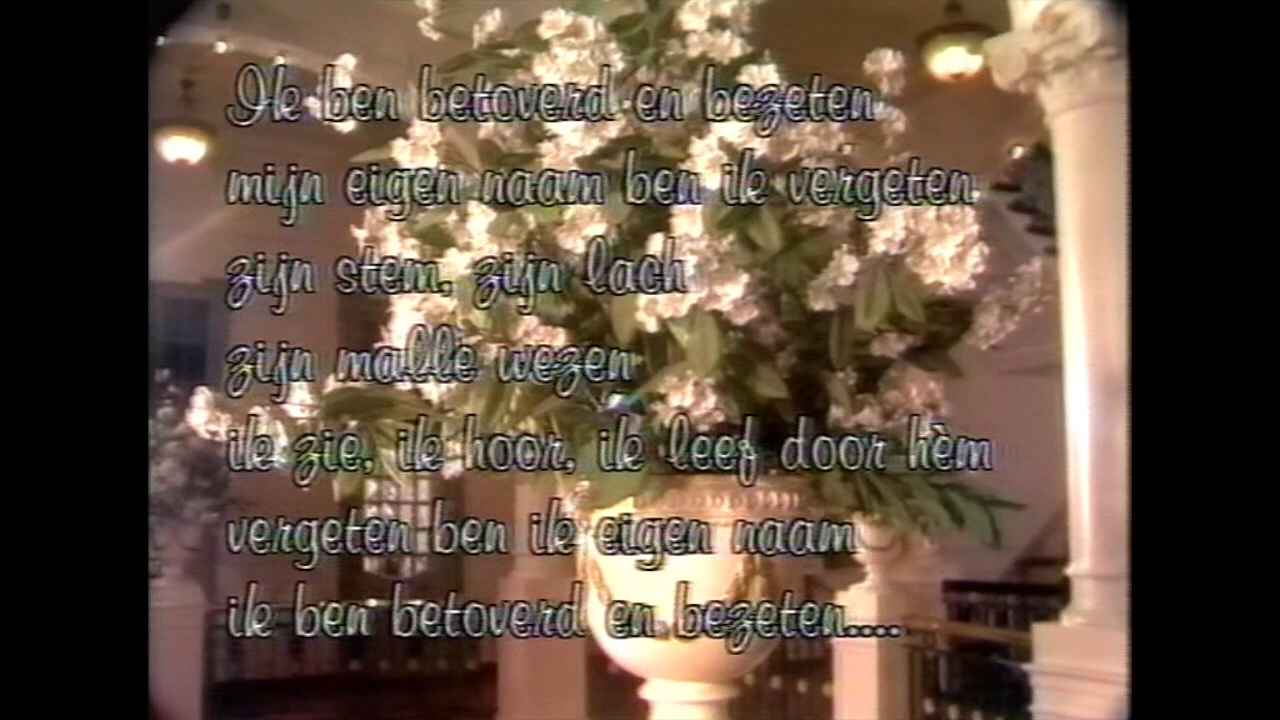 Ik ben betoverd en bezeten
mijn eigen naam ben ik vergeten
zijn stem, zijn lach
zijn malle wezen
ik zie, ik hoor, ik leef door hèm
vergeten ben ik eigen naam
ik ben betoverd en bezeten....